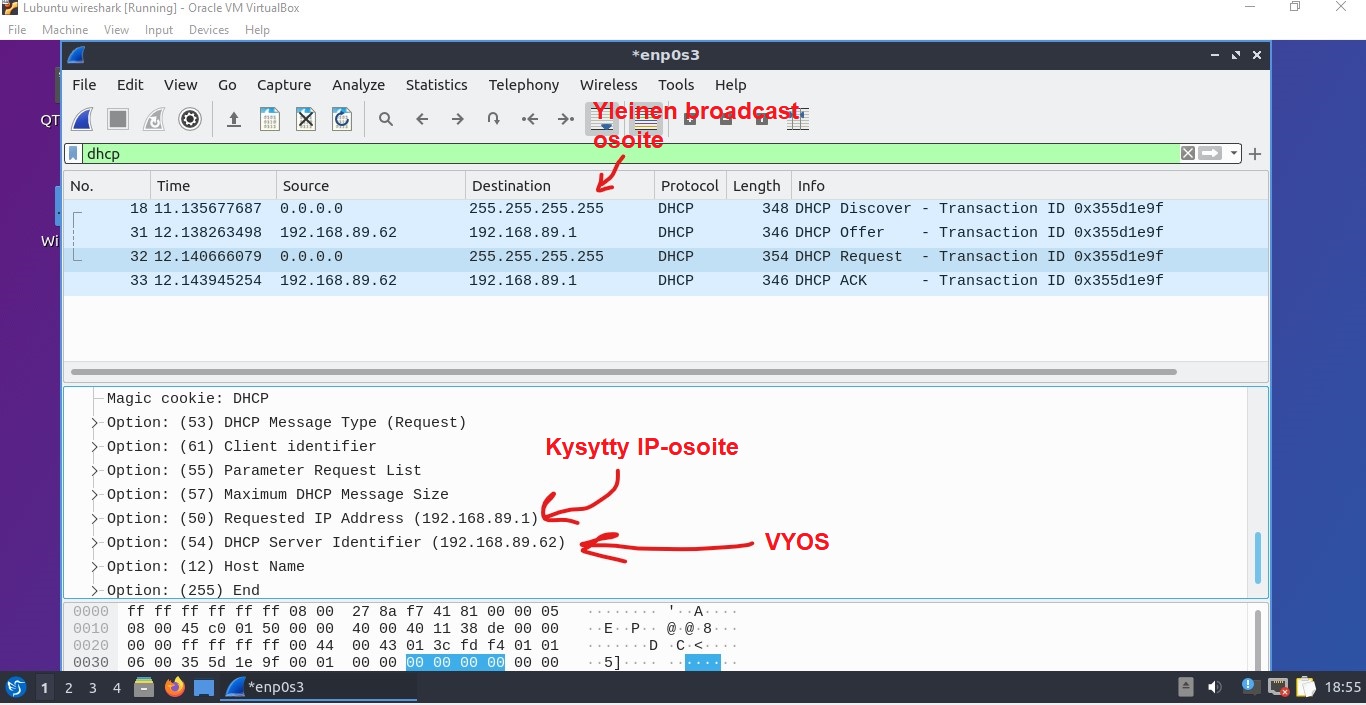 Lubuntu wireshark [Running] - Oracle VM VirtualBox
File Machine View Input Devices Help
*enp0s3
File Edit View Go Capture Analyze Statistics Telephony Wireless Tools Help
QT
Yleinen broadcast
osoite
dhcp
No. Time Source Destination Protocol Length Info
18 11.135677687 0.0.0.0 255.255.255.255 DHCP 348 DHCP Discover - Transaction ID 0x355d1e9f
Wi
31 12.138263498 192.168.89.62 192.168.89.1 DHCP 346 DHCP Offer - Transaction ID 0x355d1e9f
32 12.140666079 0.0.0.0 255.255.255.255 DHCP 354 DHCP Request - Transaction ID 0x355d1e9f
33 12.143945254 192.168.89.62 192.168.89.1 DHCP 346 DHCP ACK - Transaction ID 0x355d1e9f
Magic cookie: DHCP
Option: (53) DHCP Message Type (Request)
Option: (61) Client identifier
Kysytty IP-osoite
Option: (55) Parameter Request List
Option: (57) Maximum DHCP Message Size
Option: (50) Requested IP Address (192.168.89.1)
Option: (54) DHCP Server Identifier (192.168.89.62)
VYOS
Option: (12) Host Name
Option: (255) End
0000 ff ff ff ff ff ff 08 00 27 8a f7 41 81 00 00 05 ········ '··A····
0010 08 00 45 c0 01 50 00 00 40 00 40 11 38 de 00 00 ··E··P·· @·@·8···
0020 00 00 ff ff ff ff 00 44 00 43 01 3c fd f4 01 01 ·······D ·C·<····
0030 06 00 35 5d 1e 9f 00 01 00 00 00 00 00 00 00 00 ··5]···· ········
1 2 3 4 *enp0s3 18:55